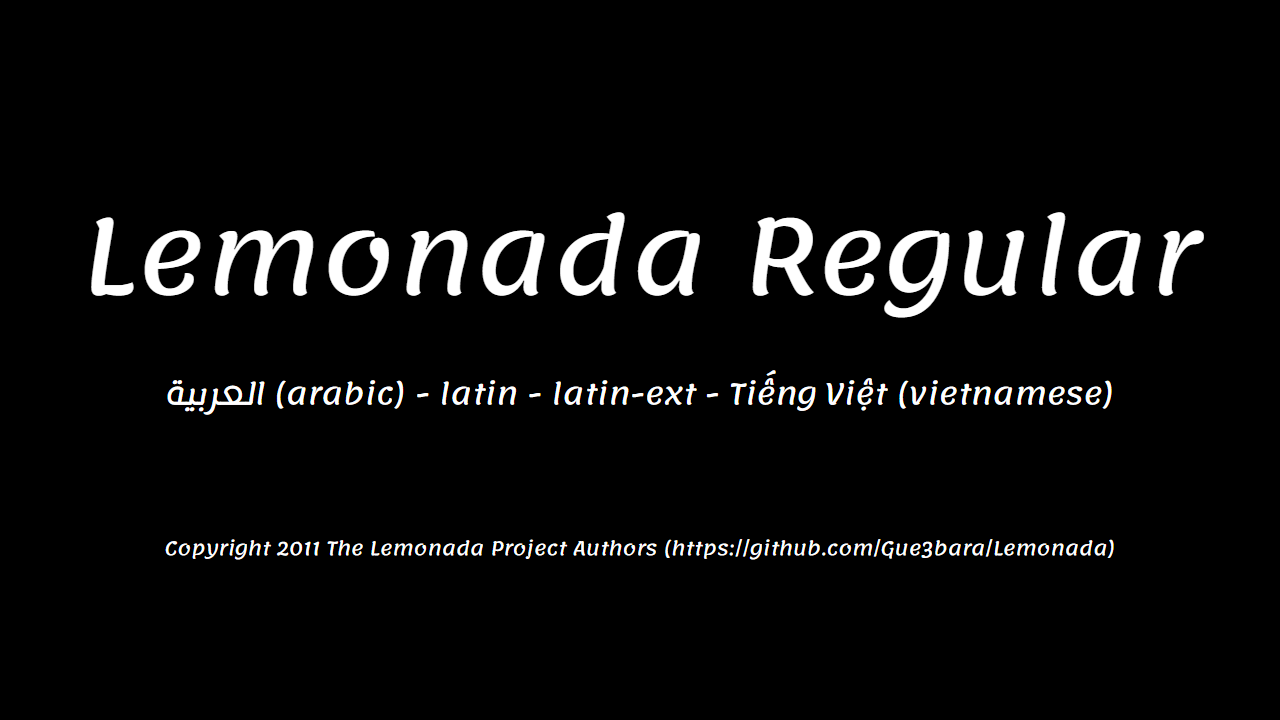 Lemonada Regular
العربية (arabic) - latin - latin-ext - Tiếng Việt (vietnamese)
Copyright 2011 The Lemonada Project Authors (https://github.com/Gue3bara/Lemonada)